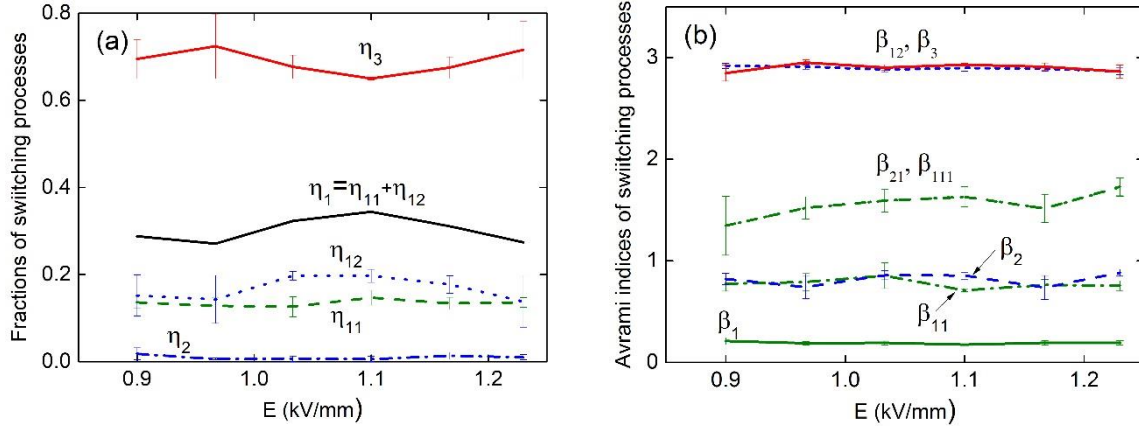 (a)
Fractions of swiitching processes
0.8
0.6
0.4
0.2
0.0
η₃
η₁=η₁₁+η₁₂
η₁₂
η₁₁
η₂
0.9 1.0 1.1 1.2
E (kV/mm)
(b)
Avrami indices of swiitching processes
3
2
1
0
β₁₂, β₃
β₂₁, β₁₁₁
β₂
β₁₁
β₁
0.9 1.0 1.1 1.2
E (kV/mm)